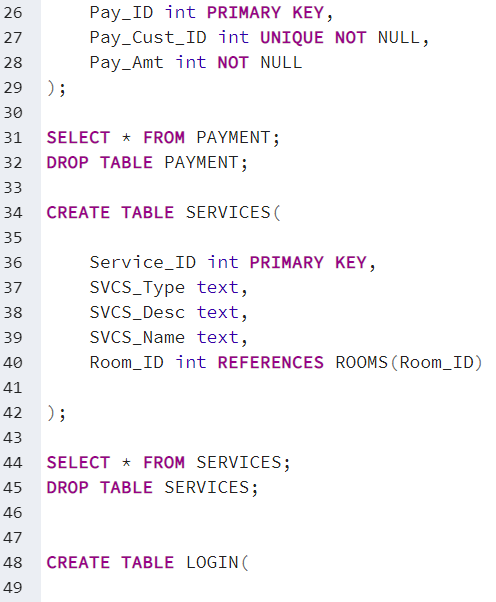 26 Pay_ID int PRIMARY KEY,
27 Pay_Cust_ID int UNIQUE NOT NULL,
28 Pay_Amt int NOT NULL
29 );
30
31 SELECT * FROM PAYMENT;
32 DROP TABLE PAYMENT;
33
34 CREATE TABLE SERVICES(
35
36 Service_ID int PRIMARY KEY,
37 SVCS_Type text,
38 SVCS_Desc text,
39 SVCS_Name text,
40 Room_ID int REFERENCES ROOMS(Room_ID)
41
42 );
43
44 SELECT * FROM SERVICES;
45 DROP TABLE SERVICES;
46
47
48 CREATE TABLE LOGIN(
49